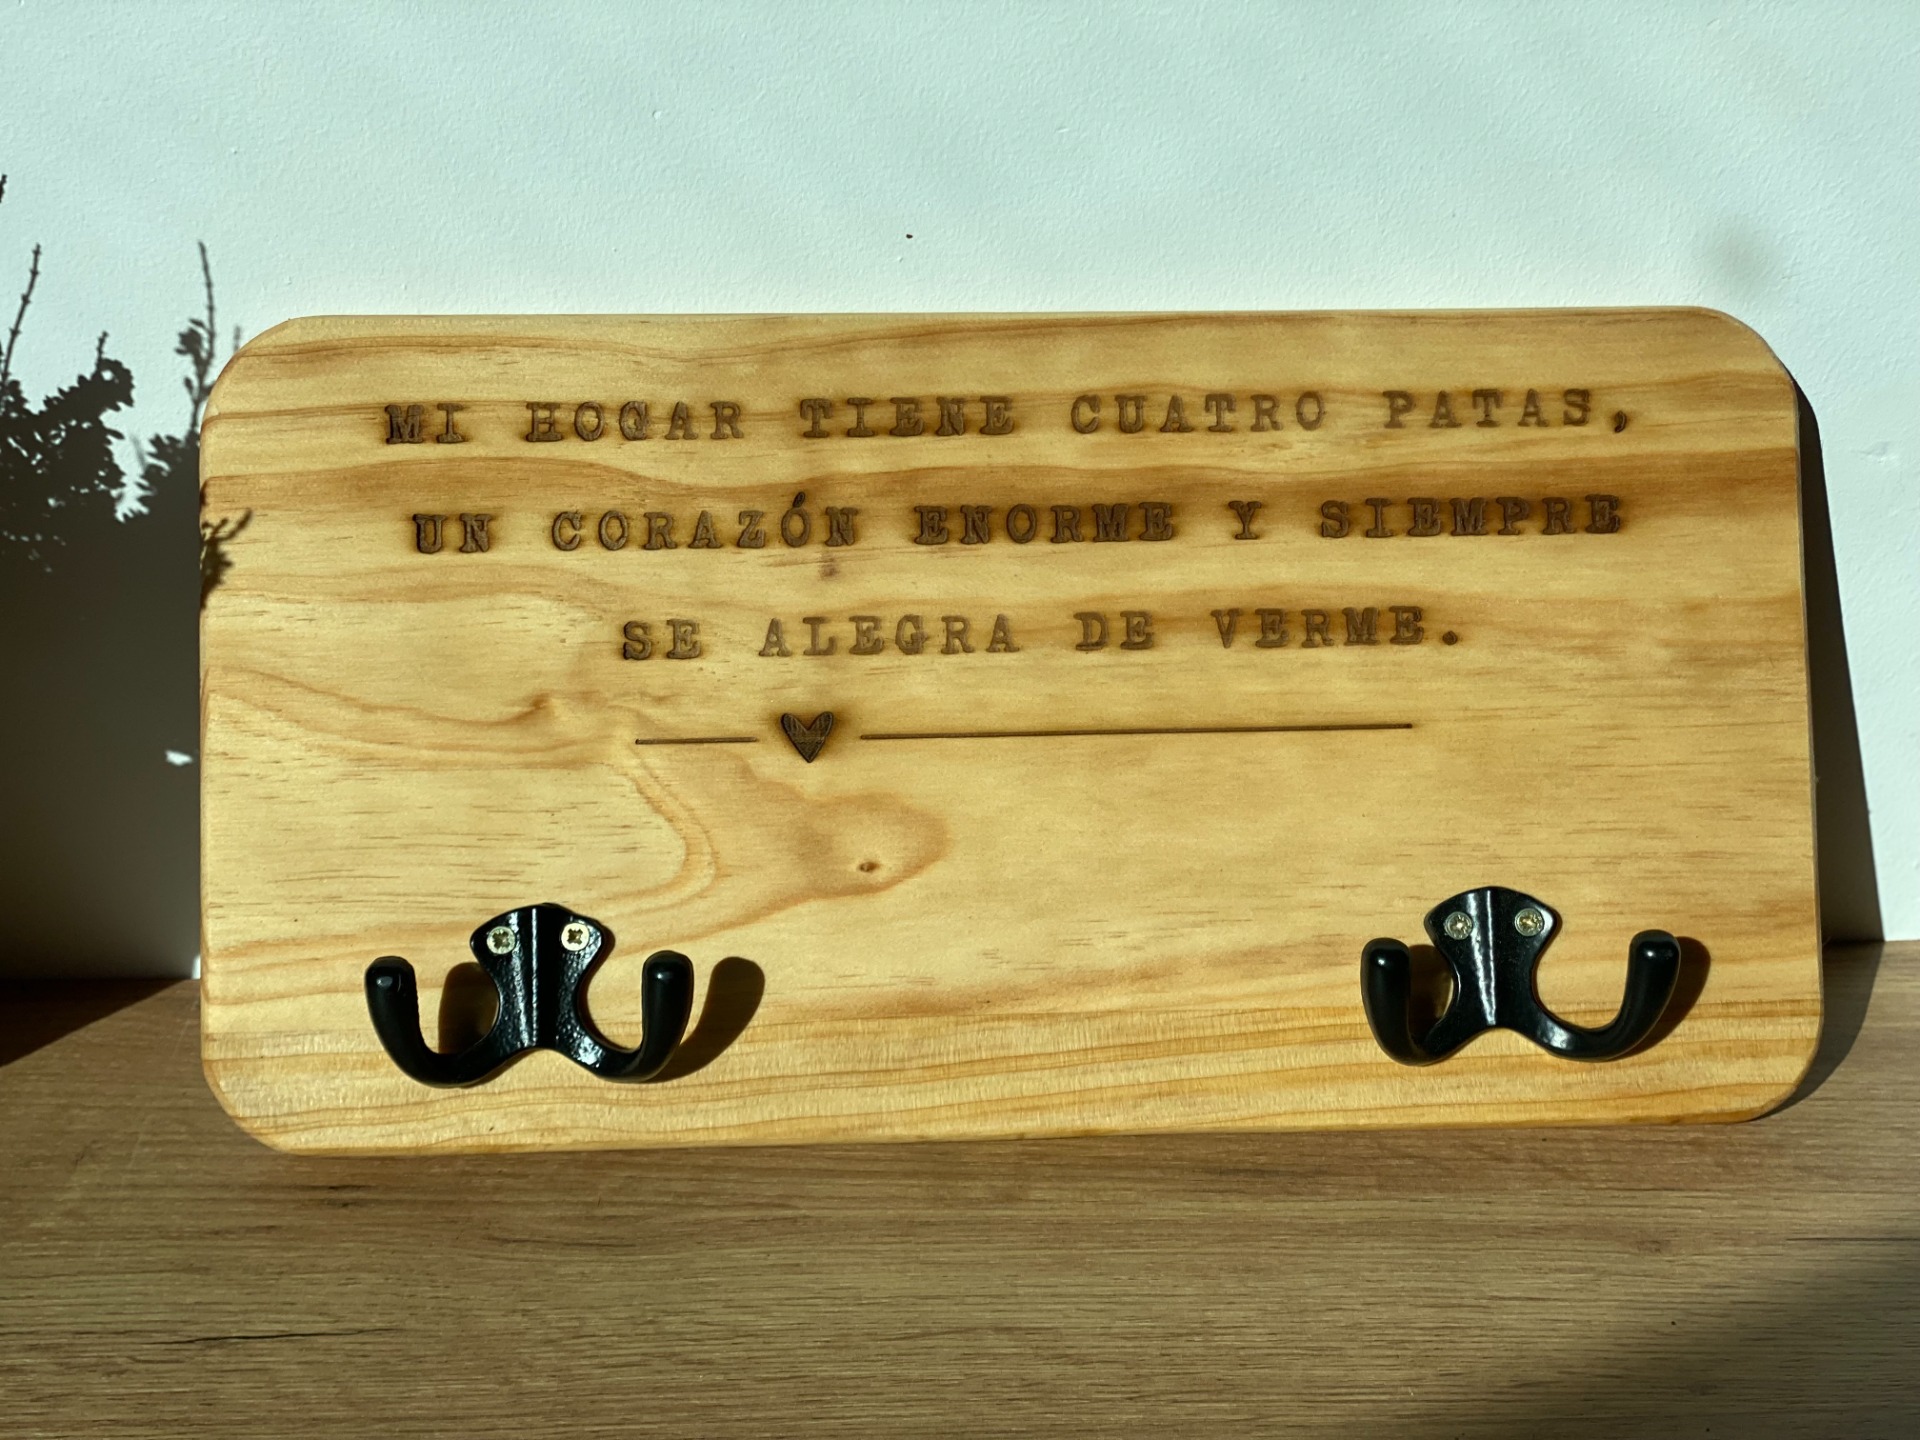 MI HOGAR TIENE CUATRO PATAS,
UN CORAZÓN ENORME Y SIEMPRE
SE ALEGRA DE VERME.